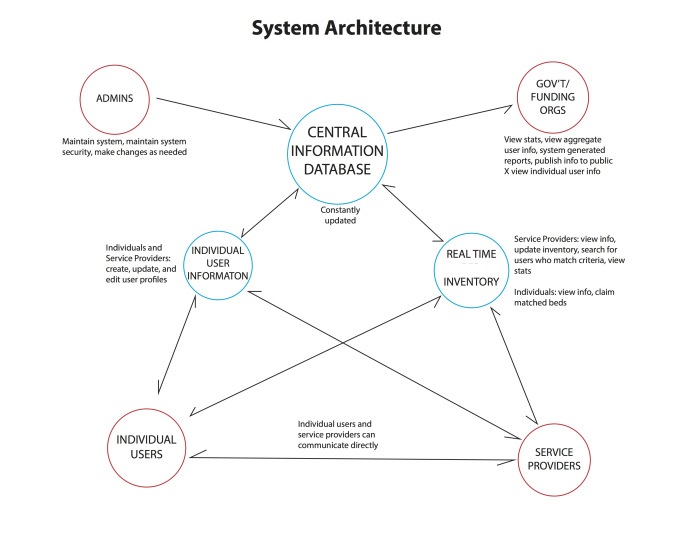 System Architecture
ADMINS
Maintain system, maintain system
security, make changes as needed
CENTRAL
INFORMATION
DATABASE
Constantly
updated
GOV'T/
FUNDING
ORGS
View stats, view aggregate
user info, system generated
reports, publish info to public
X view individual user info
Individuals and
Service Providers:
create, update, and
edit user profiles
INDIVIDUAL
USER
INFORMATON
REAL TIME
INVENTORY
Service Providers: view info,
update inventory, search for
users who match criteria, view
stats
Individuals: view info, claim
matched beds
INDIVIDUAL
USERS
Individual users and
service providers can
communicate directly
SERVICE
PROVIDERS